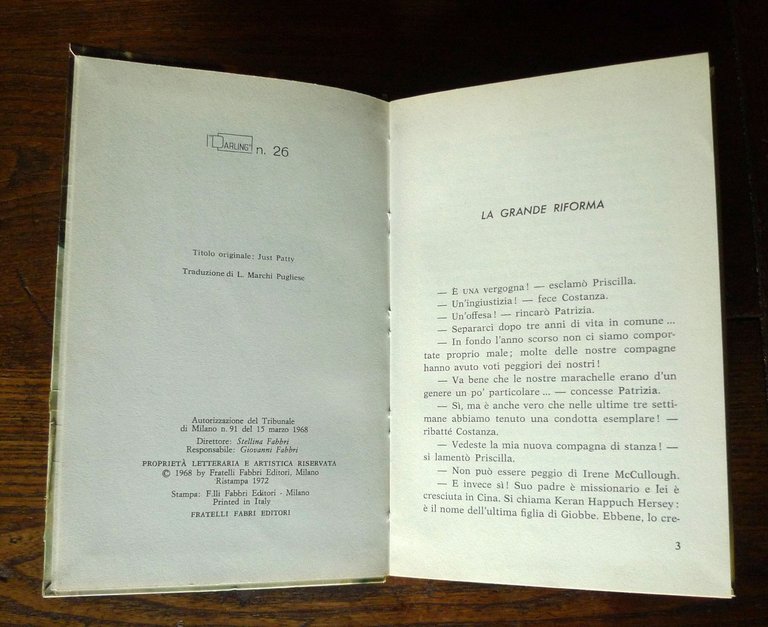 I DARLING n. 26
Titolo originale: Just Patty
Traduzione di L. Marchi Pugliese
Autorizzazione del Tribunale
di Milano n. 91 del 15 marzo 1968
Direttore: Stellina Fabbri
Responsabile: Giovanni Fabbri
PROPRIETÀ LETTERARIA E ARTISTICA RISERVATA
© 1968 by Fratelli Fabbri Editori, Milano
Ristampa 1972
Stampa: F.lli Fabbri Editori - Milano
Printed in Italy
FRATELLI FABRI EDITORI
LA GRANDE RIFORMA
— È UNA vergogna! — esclamò Priscilla.
— Un'ingiustizia! — fece Costanza.
— Un'offesa! — rincarò Patrizia.
— Separarci dopo tre anni di vita in comune ...
— In fondo l'anno scorso non ci siamo compor-
tate proprio male; molte delle nostre compagne
hanno avuto voti peggiori dei nostri!
— Va bene che le nostre marachelle erano d'un
genere un po' particolare ... — concesse Patrizia.
— Sì, ma è anche vero che nelle ultime tre setti-
mane abbiamo tenuto una condotta esemplare! —
ribatté Costanza.
— Vedeste la mia nuova compagna di stanza! —
si lamentò Priscilla.
— Non può essere peggio di Irene McCullough.
— E invece sì! Suo padre è missionario e lei è
cresciuta in Cina. Si chiama Keran Happuch Hersey:
è il nome dell'ultima figlia di Giobbe. Ebbene, lo cre-
3